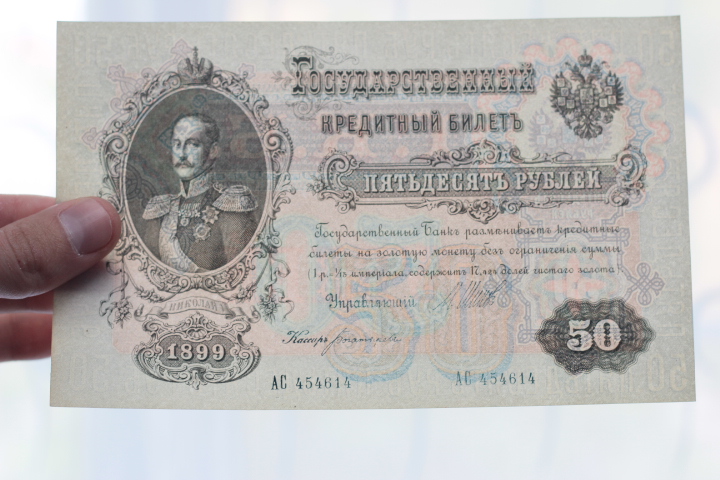 Государственный
кредитный билетъ
пятьдесятъ рублей
Государственный Банкъ размѣниваетъ кредитные
билеты на золотую монету безъ ограниченія суммы
(1 р.=1/15 имперіала, содержитъ 17,424 долей чистаго золота)
Управляющій
Кассиръ
НИКОЛАЙ I
1899
50
АС 454614
АС 454614